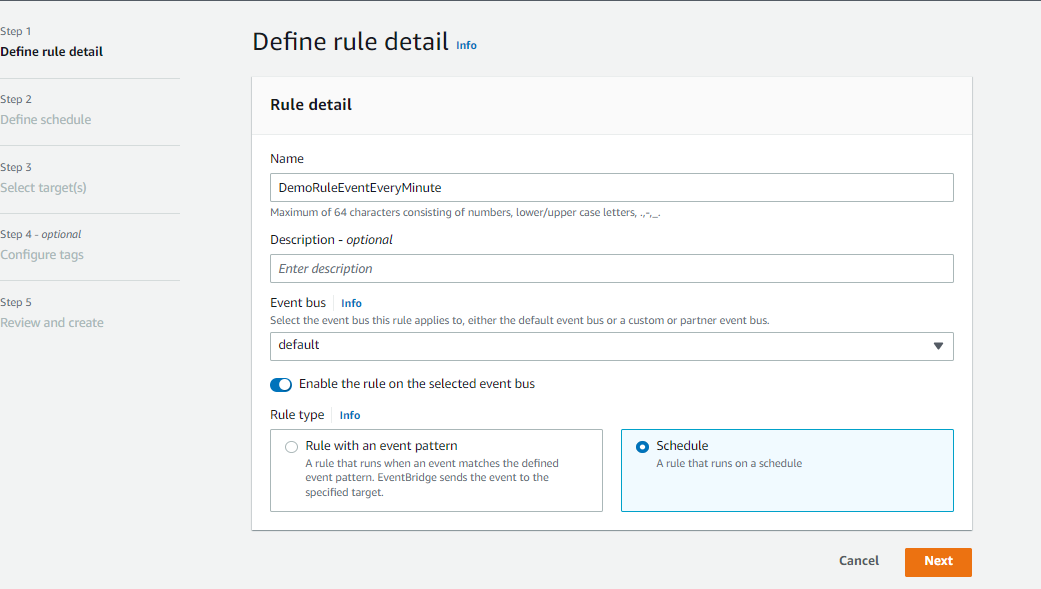 Step 1
Define rule detail
Step 2
Define schedule
Step 3
Select target(s)
Step 4 - optional
Configure tags
Step 5
Review and create
Define rule detail Info
Rule detail
Name
DemoRuleEventEveryMinute
Maximum of 64 characters consisting of numbers, lower/upper case letters, .,-,_.
Description - optional
Enter description
Event bus Info
Select the event bus this rule applies to, either the default event bus or a custom or partner event bus.
default
Enable the rule on the selected event bus
Rule type Info
Rule with an event pattern
A rule that runs when an event matches the defined
event pattern. EventBridge sends the event to the
specified target.
Schedule
A rule that runs on a schedule
Cancel Next